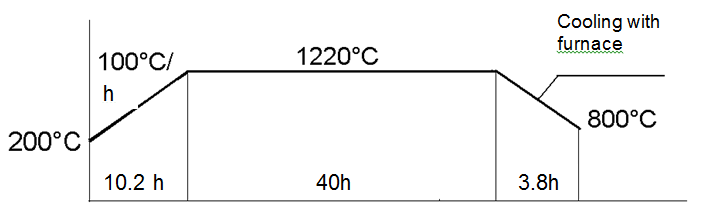 Cooling with
furnace
100°C/
h
1220°C
200°C
800°C
10.2 h
40h
3.8h